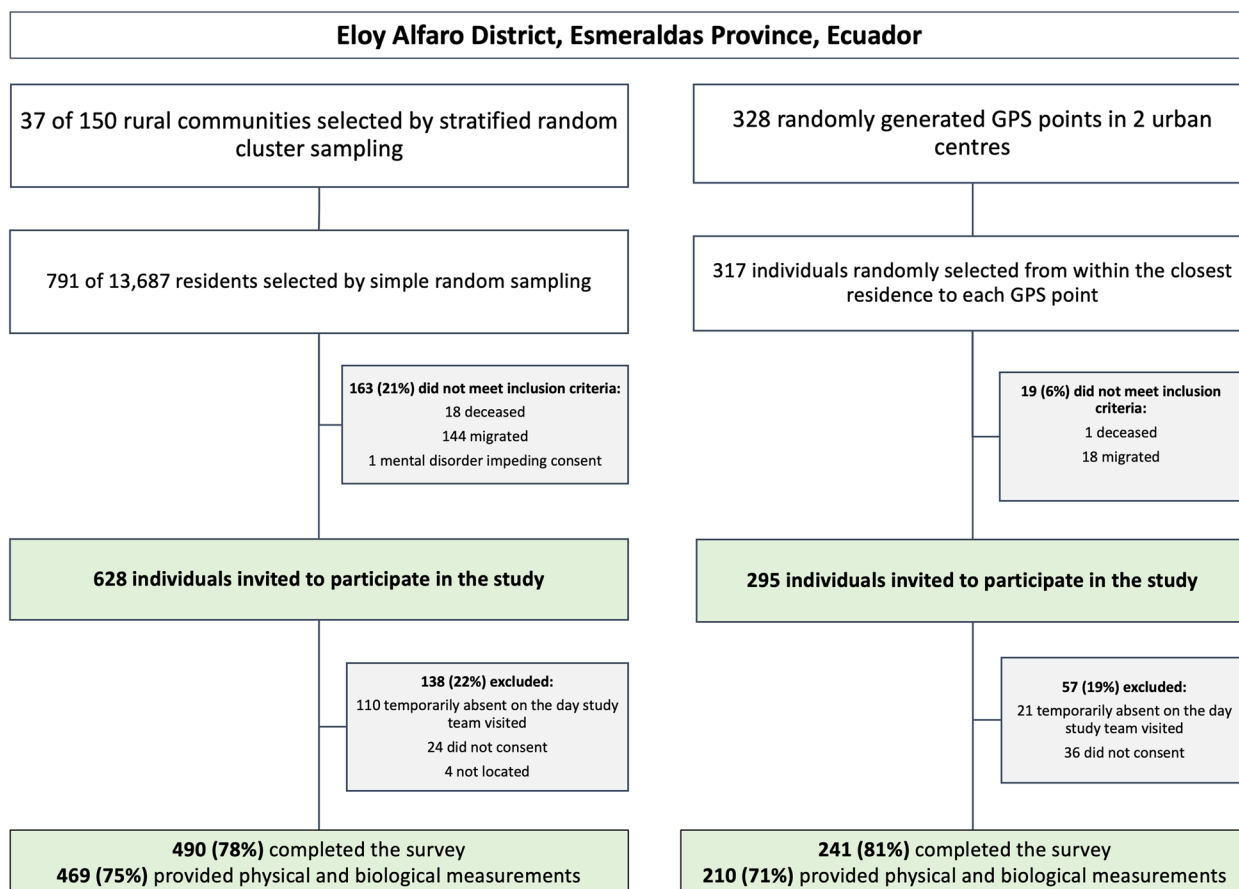 Eloy Alfaro District, Esmeraldas Province, Ecuador
37 of 150 rural communities selected by stratified random
cluster sampling
791 of 13,687 residents selected by simple random sampling
163 (21%) did not meet inclusion criteria:
18 deceased
144 migrated
1 mental disorder impeding consent
628 individuals invited to participate in the study
138 (22%) excluded:
110 temporarily absent on the day study
team visited
24 did not consent
4 not located
490 (78%) completed the survey
469 (75%) provided physical and biological measurements
328 randomly generated GPS points in 2 urban
centres
317 individuals randomly selected from within the closest
residence to each GPS point
19 (6%) did not meet inclusion
criteria:
1 deceased
18 migrated
295 individuals invited to participate in the study
57 (19%) excluded:
21 temporarily absent on the day
study team visited
36 did not consent
241 (81%) completed the survey
210 (71%) provided physical and biological measurements